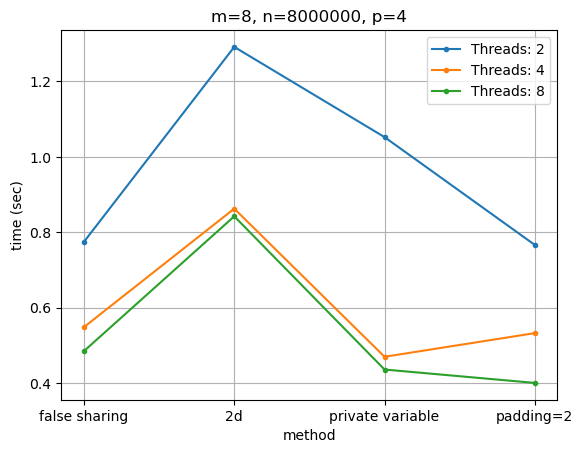 m=8, n=8000000, p=4
Threads: 2
Threads: 4
Threads: 8
time (sec)
1.2
1.0
0.8
0.6
0.4
false sharing 2d private variable padding=2
method